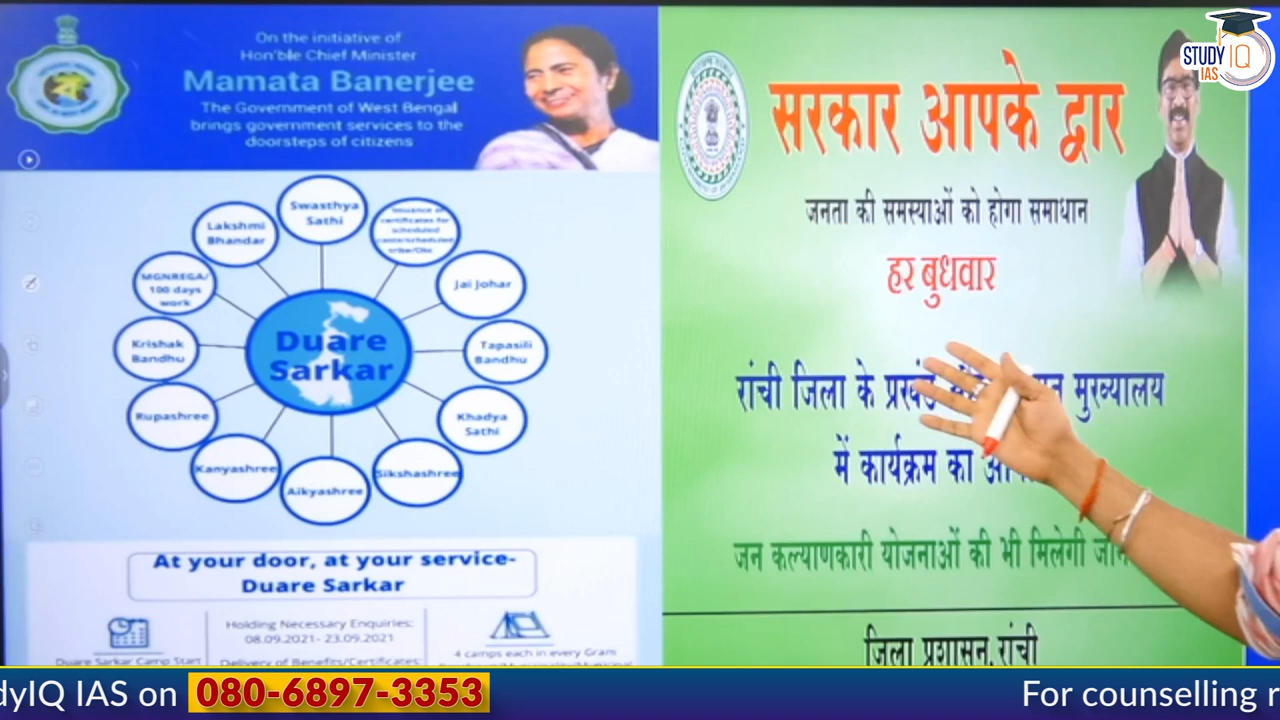 On the initiative of
Hon'ble Chief Minister
Mamata Banerjee
The Government of West Bengal
brings government services to the
doorsteps of citizens
Swasthya
Sathi
Lakshmi
Bhandar
certificates for
scheduled
Jai Johar
MGNREGA/
100 days
work
Krishak
Bandhu
Duare
Sarkar
Tapasili
Bandhu
Rupashree
Khadya
Sathi
Kanyashree
Aikyashree
Sikshashree
At your door, at your service-
Duare Sarkar
Duare Sarkar Camp Start
Holding Necessary Enquiries:
08.09.2021- 23.09.2021
Delivery of Benefits/Certificates:
4 camps each in every Gram
STUDY IQ
IAS
सरकार आपके द्वार
जनता की समस्याओं को होगा समाधान
हर बुधवार
रांची जिला के प्रखंड मुख्यालय
में कार्यक्रम का
जन कल्याणकारी योजनाओं की भी मिलेगी
जिला प्रशासन, रांची
dyIQ IAS on 080-6897-3353
For counselling r